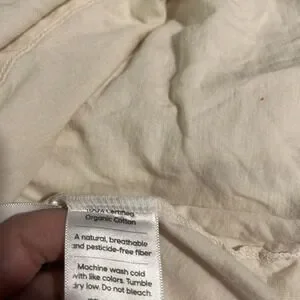 100% Certified
Organic Cotton
A natural, breathable
and pesticide-free fiber
Machine wash cold
with like colors. Tumble
dry low. Do not bleach.